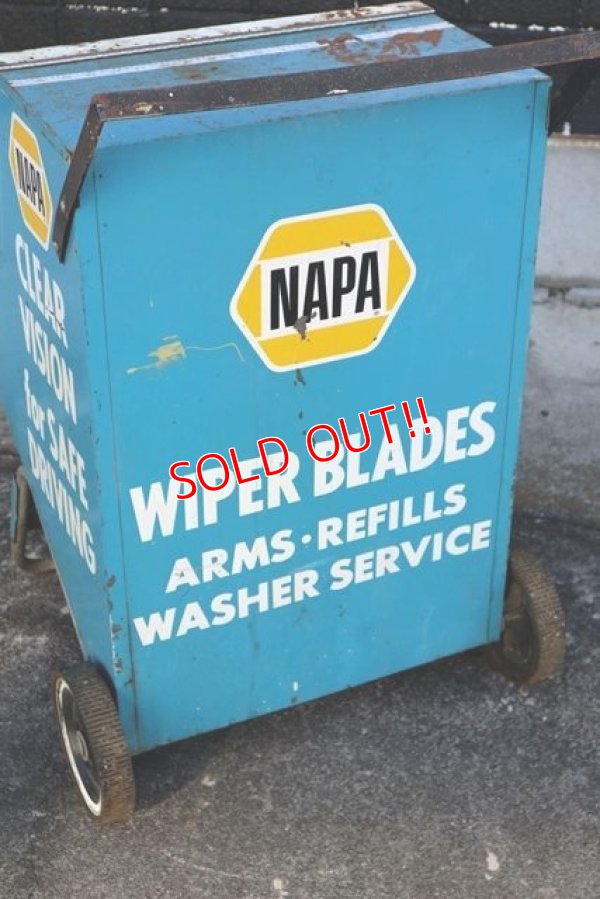 NAPA
CLEAR
VISION
for SAFE
DRIVING
NAPA
SOLD OUT!!
WIPER BLADES
ARMS · REFILLS
WASHER SERVICE